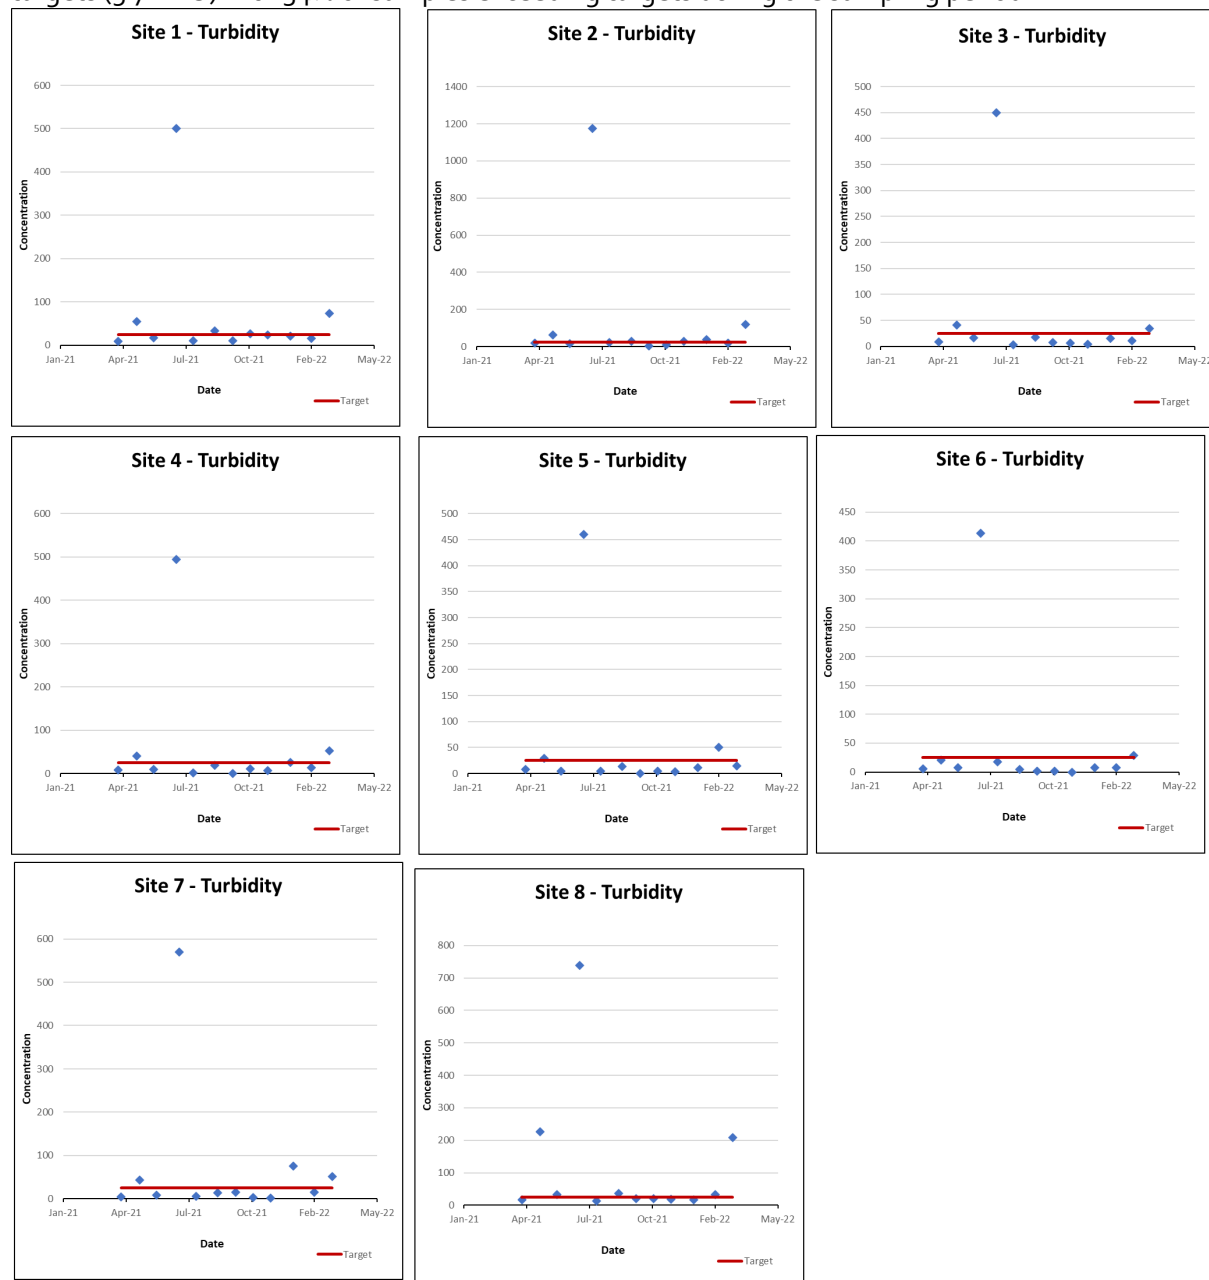 Site 1 - Turbidity
600
500
400
300
200
100
0
Concentration
Jan-21 Apr-21 Jul-21 Oct-21 Feb-22 May-22
Date
Target
Site 2 - Turbidity
1400
1200
1000
800
600
400
200
0
Concentration
Jan-21 Apr-21 Jul-21 Oct-21 Feb-22 May-22
Date
Target
Site 3 - Turbidity
500
450
400
350
300
250
200
150
100
50
0
Concentration
Jan-21 Apr-21 Jul-21 Oct-21 Feb-22 May-22
Date
Target
Site 4 - Turbidity
600
500
400
300
200
100
0
Concentration
Jan-21 Apr-21 Jul-21 Oct-21 Feb-22 May-22
Date
Target
Site 5 - Turbidity
500
450
400
350
300
250
200
150
100
50
0
Concentration
Jan-21 Apr-21 Jul-21 Oct-21 Feb-22 May-22
Date
Target
Site 6 - Turbidity
450
400
350
300
250
200
150
100
50
0
Concentration
Jan-21 Apr-21 Jul-21 Oct-21 Feb-22 May-22
Date
Target
Site 7 - Turbidity
600
500
400
300
200
100
0
Concentration
Jan-21 Apr-21 Jul-21 Oct-21 Feb-22 May-22
Date
Target
Site 8 - Turbidity
800
700
600
500
400
300
200
100
0
Concentration
Jan-21 Apr-21 Jul-21 Oct-21 Feb-22 May-22
Date
Target